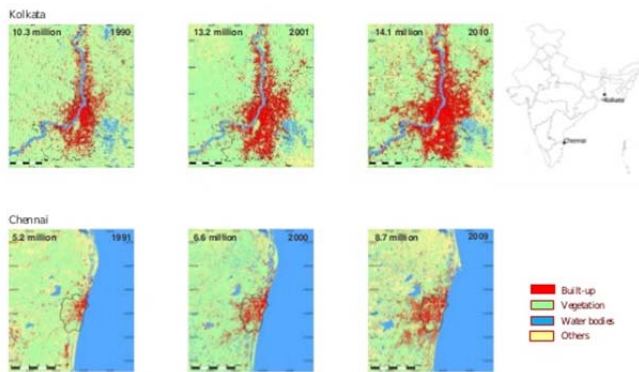 Kolkata
10.3 million 1990
13.2 million 2001
14.1 million 2010
Kolkata
Chennai
Chennai
5.2 million 1991
6.6 million 2000
8.7 million 2009
Built-up
Vegetation
Water bodies
Others